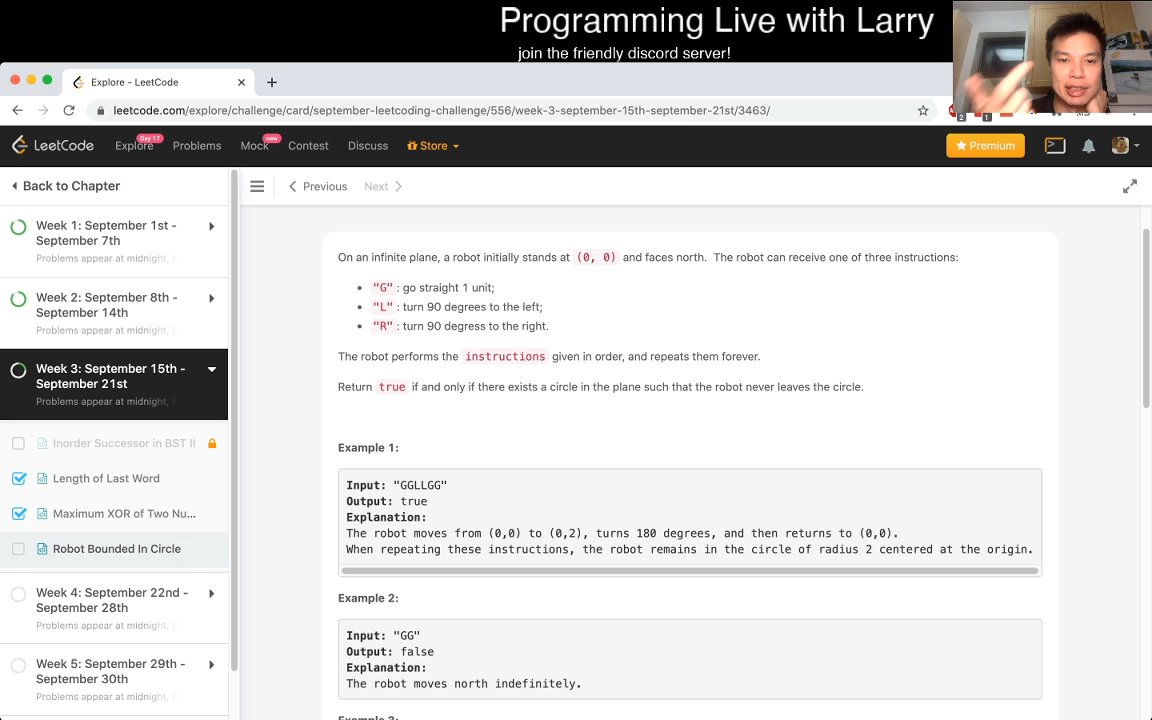 Programming Live with Larry
join the friendly discord server!
Explore - LeetCode
leetcode.com/explore/challenge/card/september-leetcoding-challenge/556/week-3-september-15th-september-21st/3463/
2
1
LeetCode
Explore
Day 17
Problems
Mock
new
Contest
Discuss
Store
Premium
Back to Chapter
Previous
Next
Week 1: September 1st -
September 7th
Problems appear at midnight,
Week 2: September 8th -
September 14th
Problems appear at midnight,
Week 3: September 15th -
September 21st
Problems appear at midnight,
Inorder Successor in BST II
Length of Last Word
Maximum XOR of Two Nu...
Robot Bounded In Circle
Week 4: September 22nd -
September 28th
Problems appear at midnight,
Week 5: September 29th -
September 30th
Problems appear at midnight,
On an infinite plane, a robot initially stands at (0, 0) and faces north. The robot can receive one of three instructions:
• "G": go straight 1 unit;
• "L": turn 90 degrees to the left;
• "R": turn 90 degress to the right.
The robot performs the instructions given in order, and repeats them forever.
Return true if and only if there exists a circle in the plane such that the robot never leaves the circle.
Example 1:
Input: "GGLLGG"
Output: true
Explanation:
The robot moves from (0,0) to (0,2), turns 180 degrees, and then returns to (0,0).
When repeating these instructions, the robot remains in the circle of radius 2 centered at the origin.
Example 2:
Input: "GG"
Output: false
Explanation:
The robot moves north indefinitely.